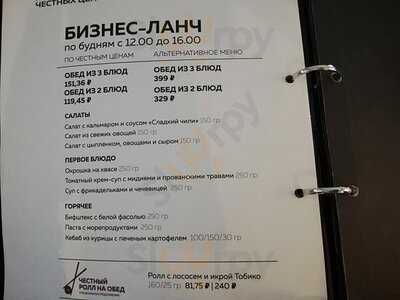 ЧЕСТНЫХ ЦЕН
БИЗНЕС-ЛАНЧ
по будням с 12.00 до 16.00
ПО ЧЕСТНЫМ ЦЕНАМ АЛЬТЕРНАТИВНОЕ МЕНЮ
ОБЕД ИЗ 3 БЛЮД ОБЕД ИЗ 3 БЛЮД
151,36 ₽ 399 ₽
ОБЕД ИЗ 2 БЛЮД ОБЕД ИЗ 2 БЛЮД
119,45 ₽ 329 ₽
САЛАТЫ
Салат с кальмаром и соусом «Сладкий чили» 150 гр
Салат из свежих овощей 150 гр
Салат с цыпленком, овощами и сыром 150 гр
ПЕРВОЕ БЛЮДО
Окрошка на квасе 250 гр
Томатный крем-суп с мидиями и прованскими травами 250 гр
Суп с фрикадельками и чечевицей 250 гр
ГОРЯЧЕЕ
Бифштекс с белой фасолью 250 гр
Паста с морепродуктами 250 гр
Кебаб из курицы с печеным картофелем 100/150/30 гр
ЧЕСТНЫЙ
РОЛЛ НА ОБЕД
Ролл с лососем и икрой Тобико
160/25 гр 81,75 ₽ | 240 ₽